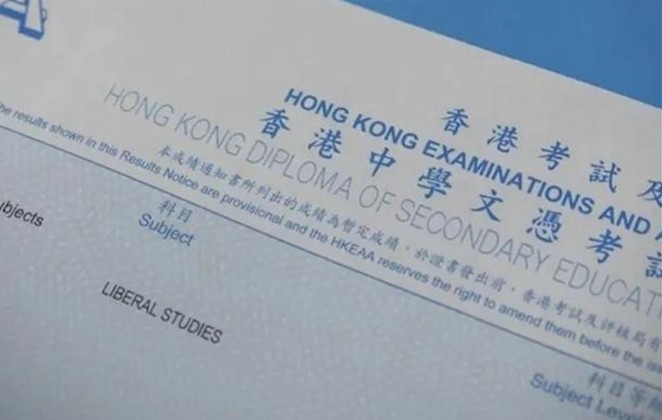 A
香港考試及
HONG KONG EXAMINATIONS AND
香港中學文憑考試
HONG KONG DIPLOMA OF SECONDARY EDUCAT
本成績通知書所列出的成績為暫定成績，於證書發出前，香港考試及評核局有
The results shown in this Results Notice are provisional and the HKEAA reserves the right to amend them before the
ubjects
科目
Subject
科目等
Subject Level
LIBERAL STUDIES